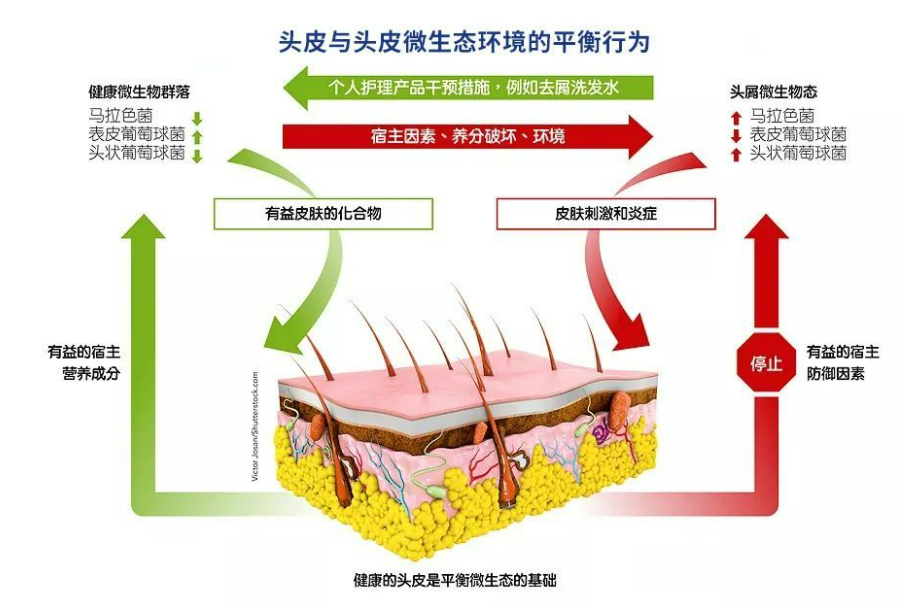 头皮与头皮微生态环境的平衡行为
个人护理产品干预措施，例如去屑洗发水
宿主因素、养分破坏、环境
健康微生物群落
马拉色菌
表皮葡萄球菌
头状葡萄球菌
头屑微生物态
马拉色菌
表皮葡萄球菌
头状葡萄球菌
有益皮肤的化合物
皮肤刺激和炎症
有益的宿主
营养成分
停止
有益的宿主
防御因素
Victor Josan/Shutterstock.com
健康的头皮是平衡微生态的基础